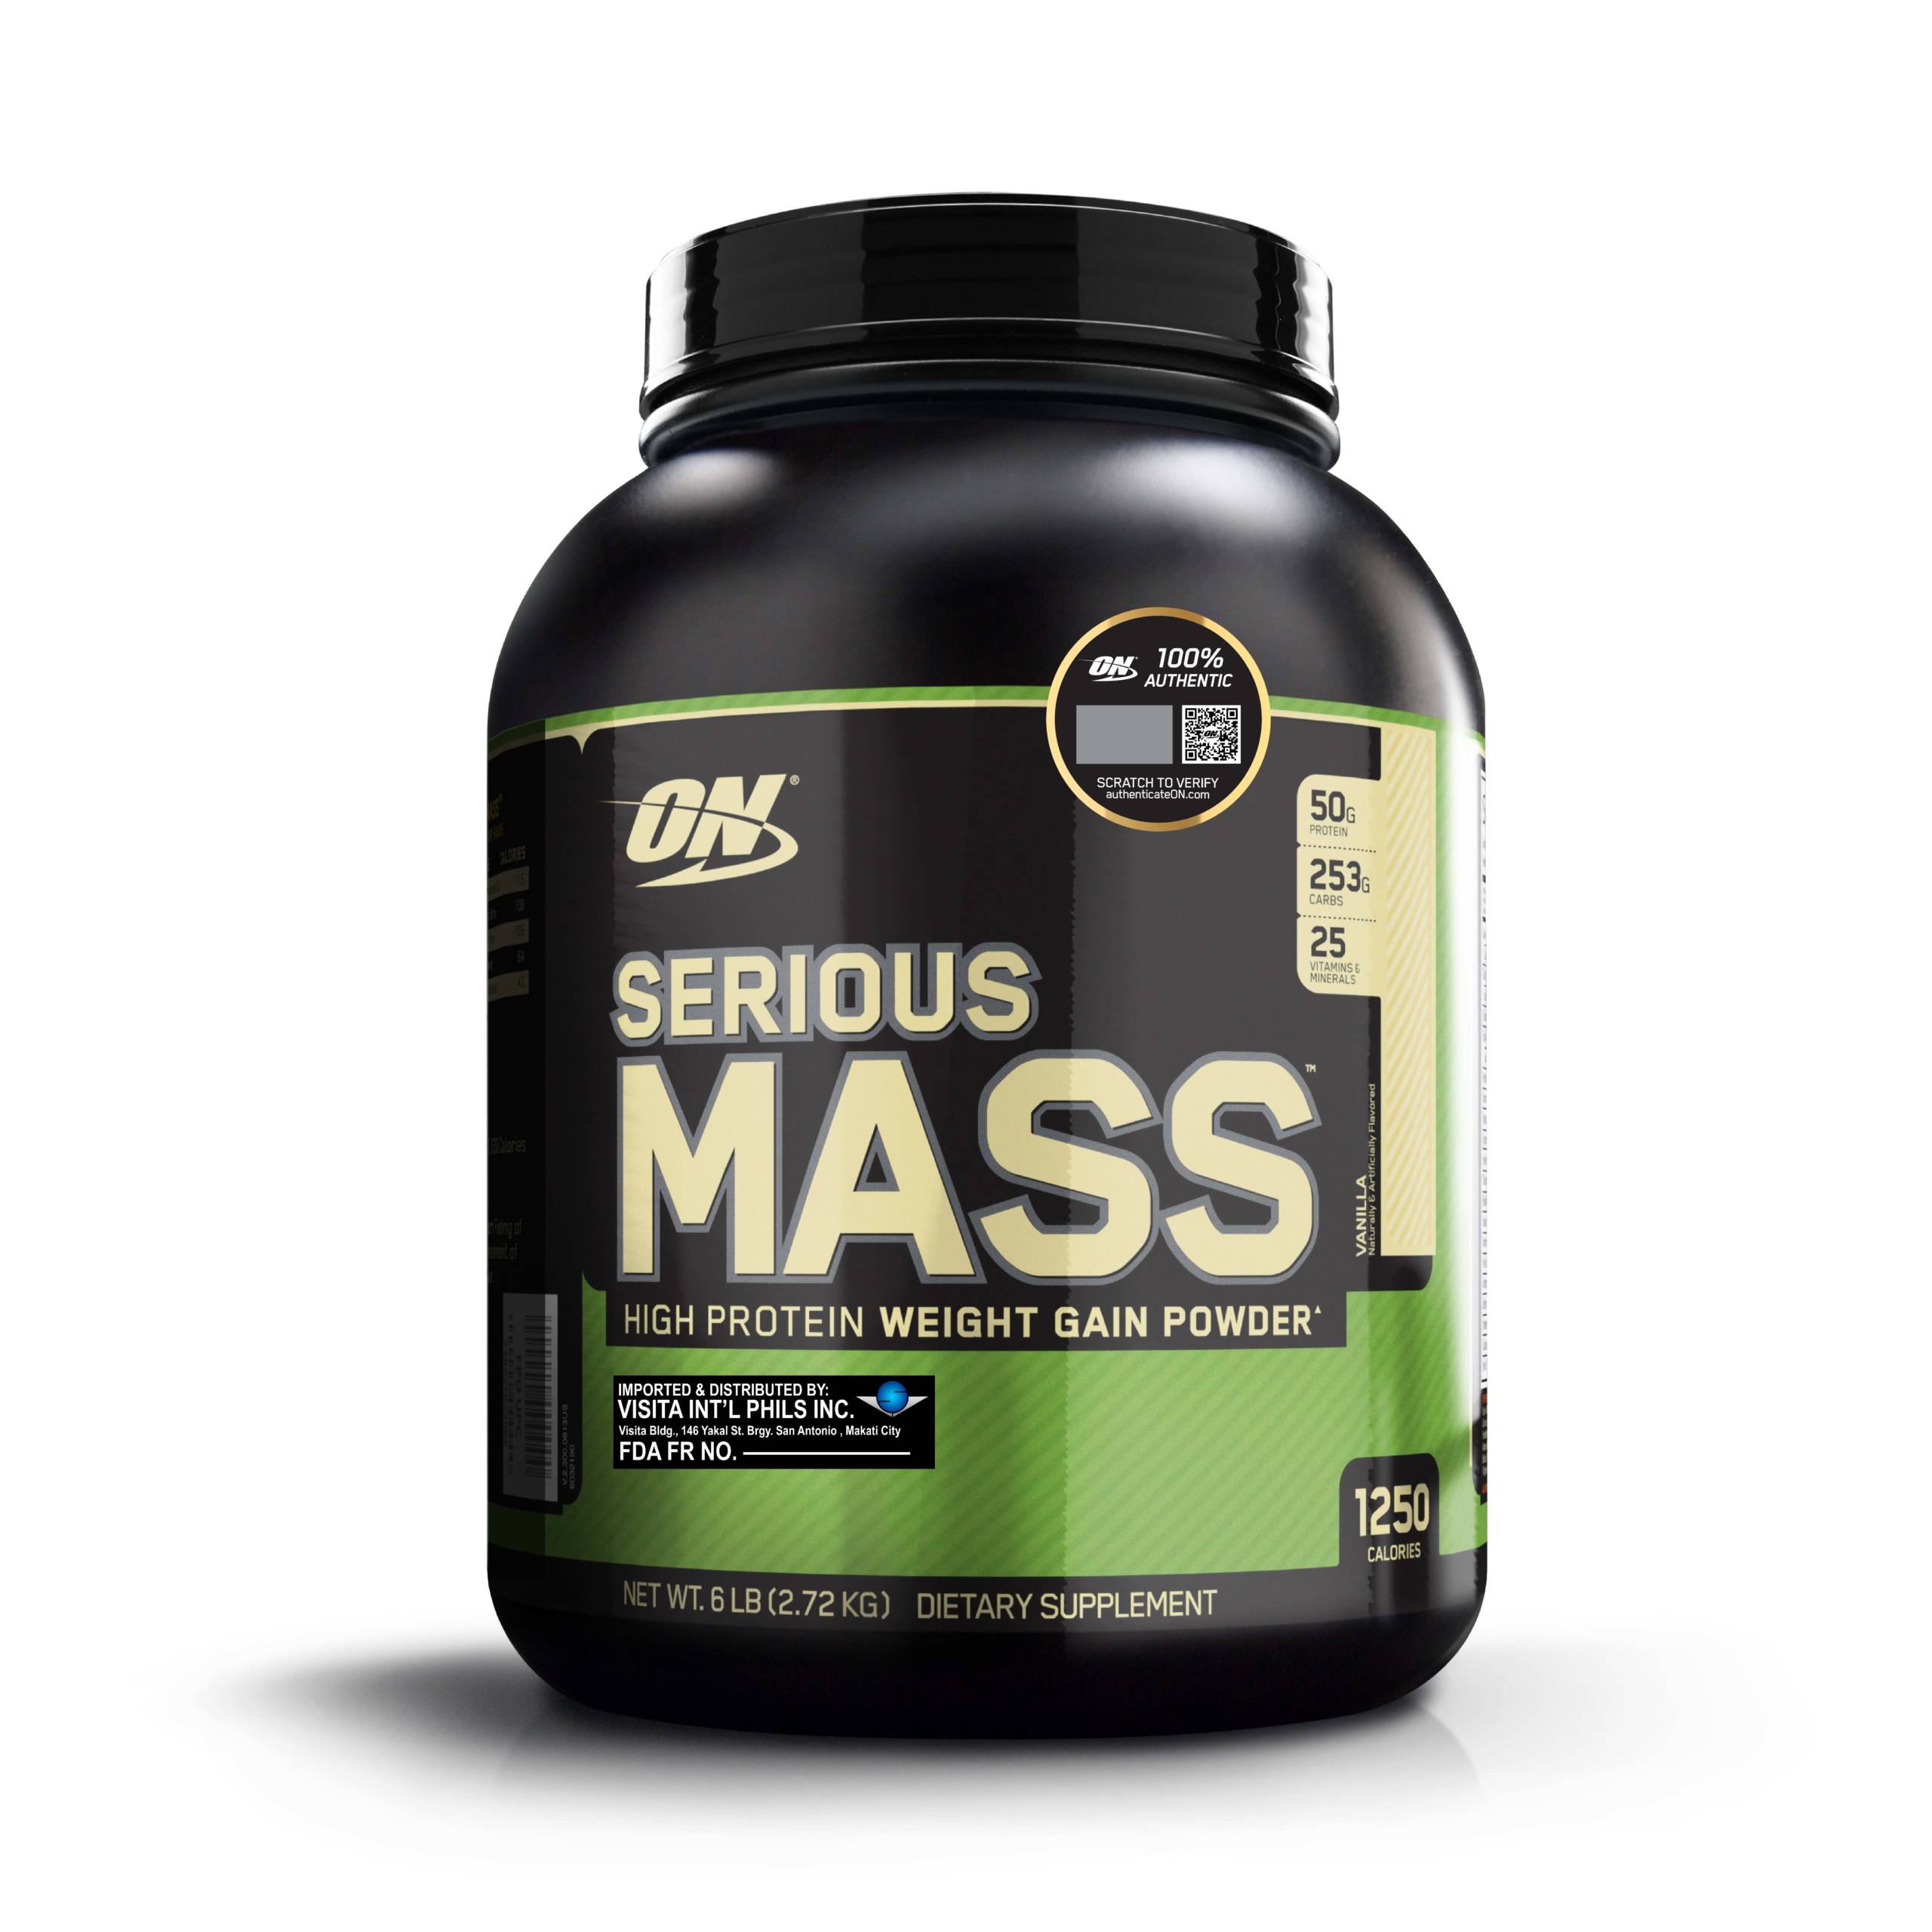 ON 100%
AUTHENTIC
ON
SCRATCH TO VERIFY
authenticateON.com
ON®
50G
PROTEIN
253G
CARBS
25
VITAMINS &
MINERALS
SERIOUS
MASS™
VANILLA
Naturally & Artificially Flavored
HIGH PROTEIN WEIGHT GAIN POWDER▲
IMPORTED & DISTRIBUTED BY:
VISITA INT'L PHILS INC.
Visita Bldg., 146 Yakal St. Brgy. San Antonio , Makati City
FDA FR NO.
1250
CALORIES
NET WT. 6 LB (2.72 KG) DIETARY SUPPLEMENT
CALORIES